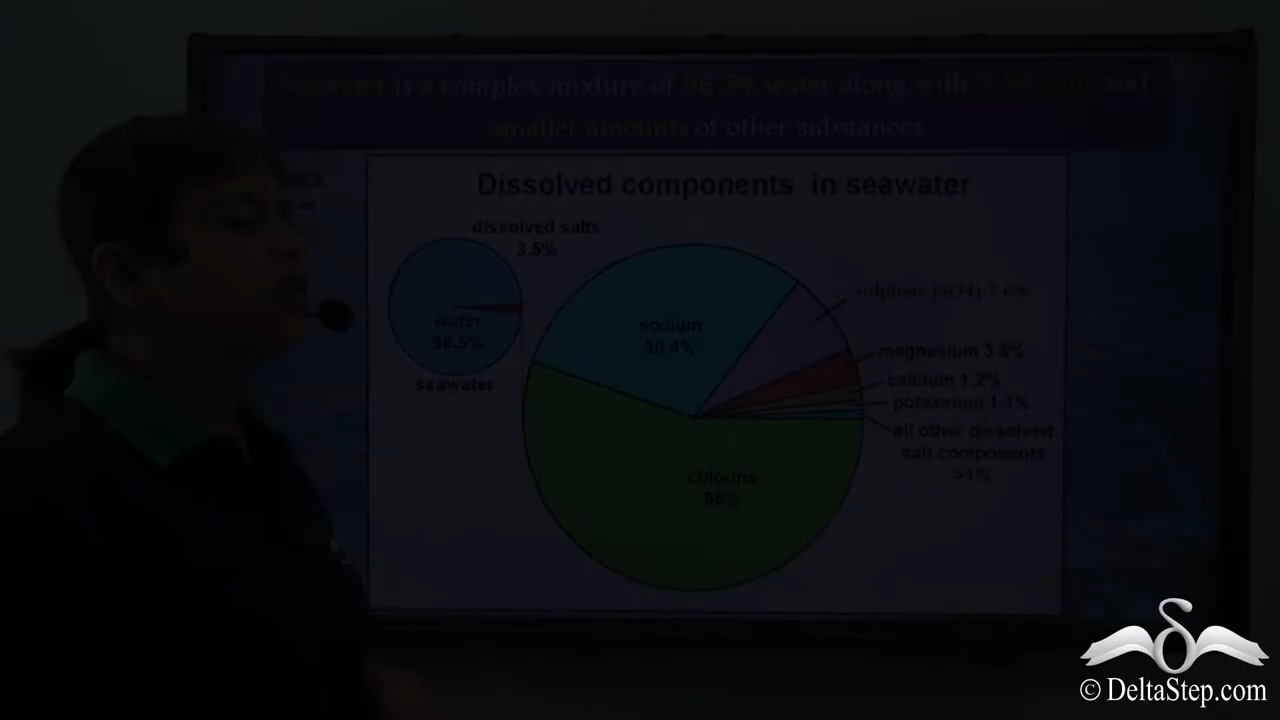 Seawater is a complex mixture of 96.5% water along with 3.5% salt, and
smaller amounts of other substances
Dissolved components in seawater
dissolved salts
3.5%
water
96.5%
seawater
sodium
30.4%
sulphate (SO4) 7.6%
magnesium 3.9%
calcium 1.2%
potassium 1.1%
all other dissolved
salt components
>1%
chlorine
55%
© DeltaStep.com